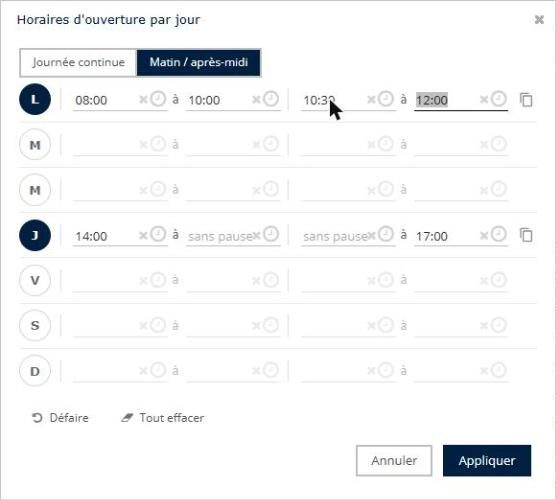 Horaires d'ouverture par jour
Journée continue Matin / après-midi
L 08:00 à 10:00 10:30 à 12:00
M à à
M à à
J 14:00 à sans pause sans pause à 17:00
V à à
S à à
D à à
Défaire Tout effacer
Annuler Appliquer